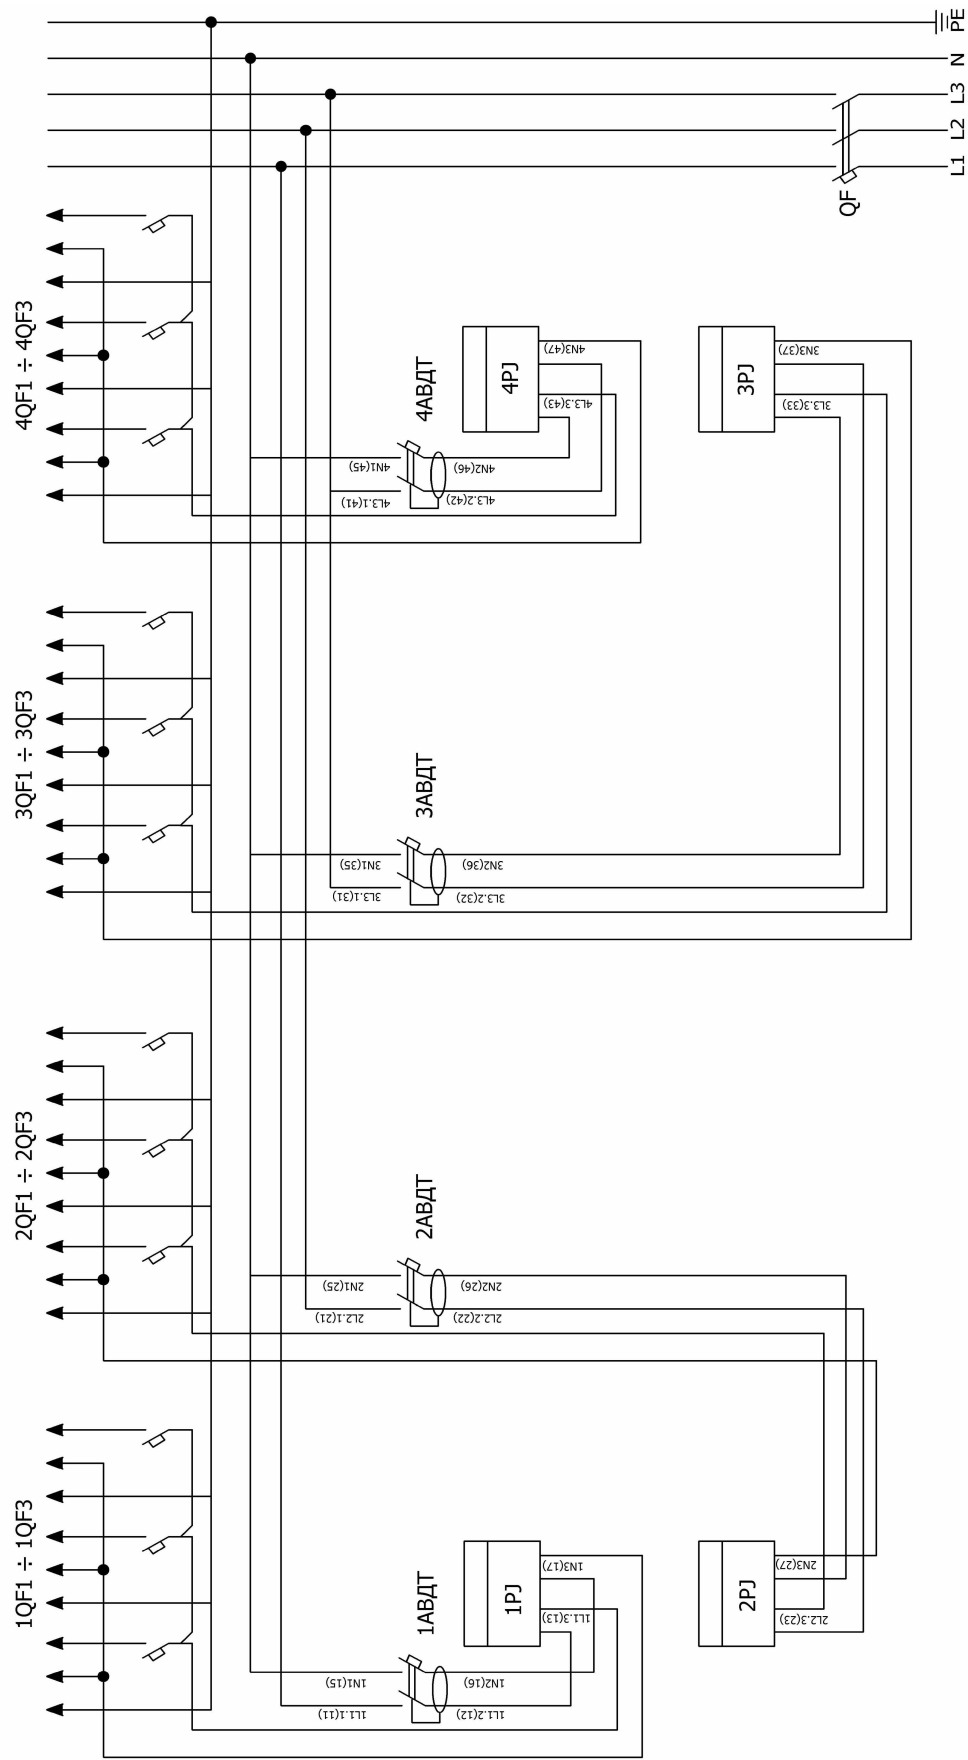 PE
N
L3
L2
L1
QF
4QF1 ÷ 4QF3
4АВДТ
4PJ
3PJ
4N3(47)
3N3(37)
4L3.3(43)
3L3.3(33)
4N1(45)
4N2(46)
4L3.1(41)
4L3.2(42)
3QF1 ÷ 3QF3
3АВДТ
3N1(35)
3N2(36)
3L3.1(31)
3L3.2(32)
2QF1 ÷ 2QF3
2АВДТ
2N1(25)
2N2(26)
2L2.1(21)
2L2.2(22)
1QF1 ÷ 1QF3
1АВДТ
1PJ
2PJ
1N3(17)
2N3(27)
1L1.3(13)
2L2.3(23)
1N1(15)
1N2(16)
1L1.1(11)
1L1.2(12)